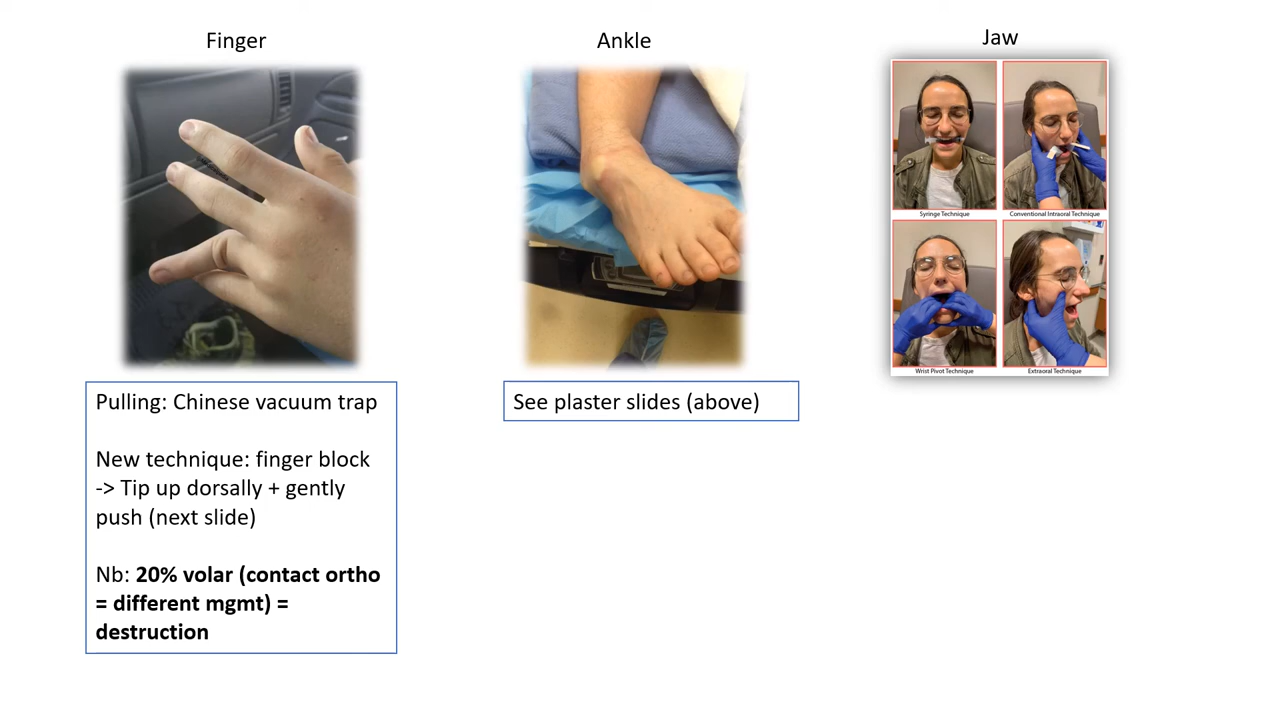 Finger
Ankle
Jaw
Syringe Technique
Conventional Intraoral Technique
Wrist Pivot Technique
Extraoral Technique
Pulling: Chinese vacuum trap
New technique: finger block
-> Tip up dorsally + gently
push (next slide)
Nb: 20% volar (contact ortho
= different mgmt) =
destruction
See plaster slides (above)